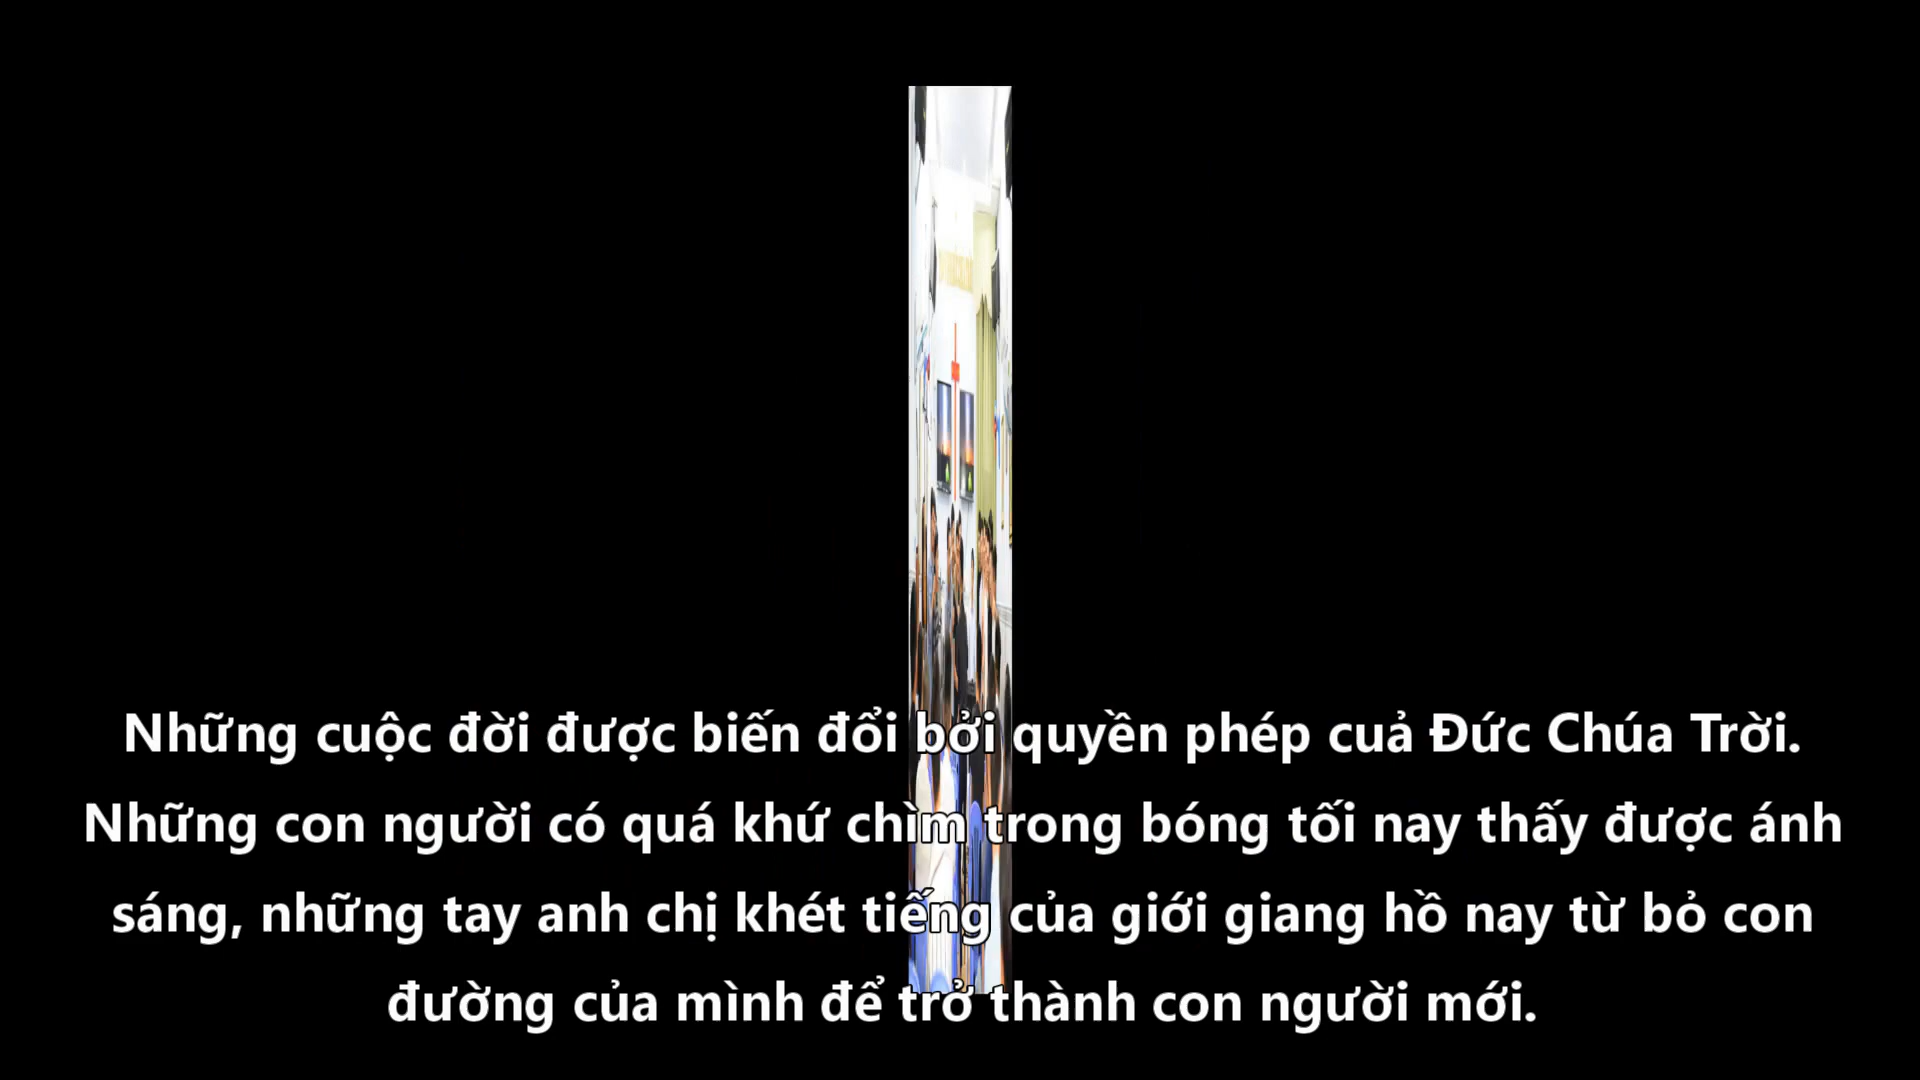 Những cuộc đời được biến đổi bởi quyền phép cuả Đức Chúa Trời.
Những con người có quá khứ chìm trong bóng tối nay thấy được ánh
sáng, những tay anh chị khét tiếng của giới giang hồ nay từ bỏ con
đường của mình để trở thành con người mới.